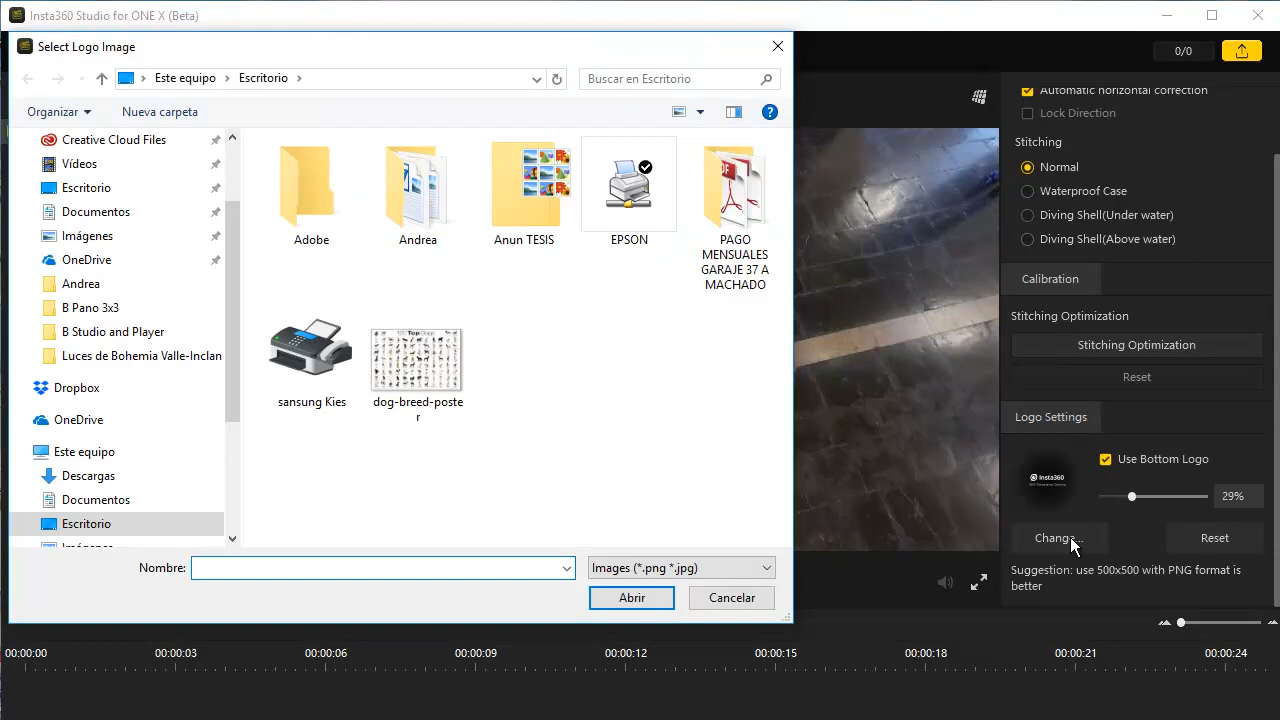 Insta360 Studio for ONE X (Beta)
Select Logo Image
Este equipo
Escritorio
Buscar en Escritorio
0/0
Organizar
Nueva carpeta
Automatic horizontal correction
Lock Direction
Creative Cloud Files
Vídeos
Escritorio
Documentos
Imágenes
OneDrive
Andrea
B Pano 3x3
B Studio and Player
Luces de Bohemia Valle-Inclan
Dropbox
OneDrive
Este equipo
Descargas
Documentos
Escritorio
Adobe
Andrea
Anun TESIS
EPSON
PAGO
MENSUALES
GARAJE 37 A
MACHADO
sansung Kies
dog-breed-poste
r
Stitching
Normal
Waterproof Case
Diving Shell(Under water)
Diving Shell(Above water)
Calibration
Stitching Optimization
Stitching Optimization
Reset
Logo Settings
Insta360
Use Bottom Logo
29%
Change...
Reset
Suggestion: use 500x500 with PNG format is
better
Nombre:
Images (*.png *.jpg)
Abrir
Cancelar
00:00:00
00:00:03
00:00:06
00:00:09
00:00:12
00:00:15
00:00:18
00:00:21
00:00:24